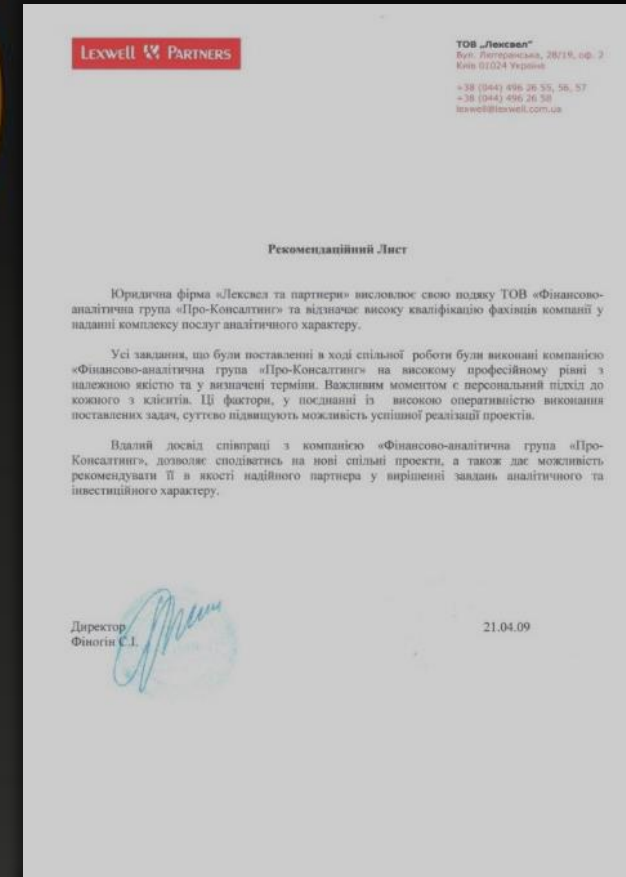 LEXWELL & PARTNERS
ТОВ „Лексвел"
Вул. Лютеранська, 28/19, оф. 2
Київ 01024 Україна
+38 (044) 496 26 55, 56, 57
+38 (044) 496 26 58
lexwell@lexwell.com.ua
Рекомендаційний Лист
Юридична фірма «Лексвел та партнери» висловлює свою подяку ТОВ «Фінансово-
аналітична група «Про-Консалтинг» та відзначає високу кваліфікацію фахівців компанії у
наданні комплексу послуг аналітичного характеру.
Усі завдання, що були поставленні в ході спільної роботи були виконані компанією
«Фінансово-аналітична група «Про-Консалтинг» на високому професійному рівні з
належною якістю та у визначені терміни. Важливим моментом є персональний підхід до
кожного з клієнтів. Ці фактори, у поєднанні із високою оперативністю виконання
поставлених задач, суттєво підвищують можливість успішної реалізації проектів.
Вдалий досвід співпраці з компанією «Фінансово-аналітична група «Про-
Консалтинг», дозволяє сподіватись на нові спільні проекти, а також дає можливість
рекомендувати її в якості надійного партнера у вирішенні завдань аналітичного та
інвестиційного характеру.
Директор
Фіногін С.І.
21.04.09